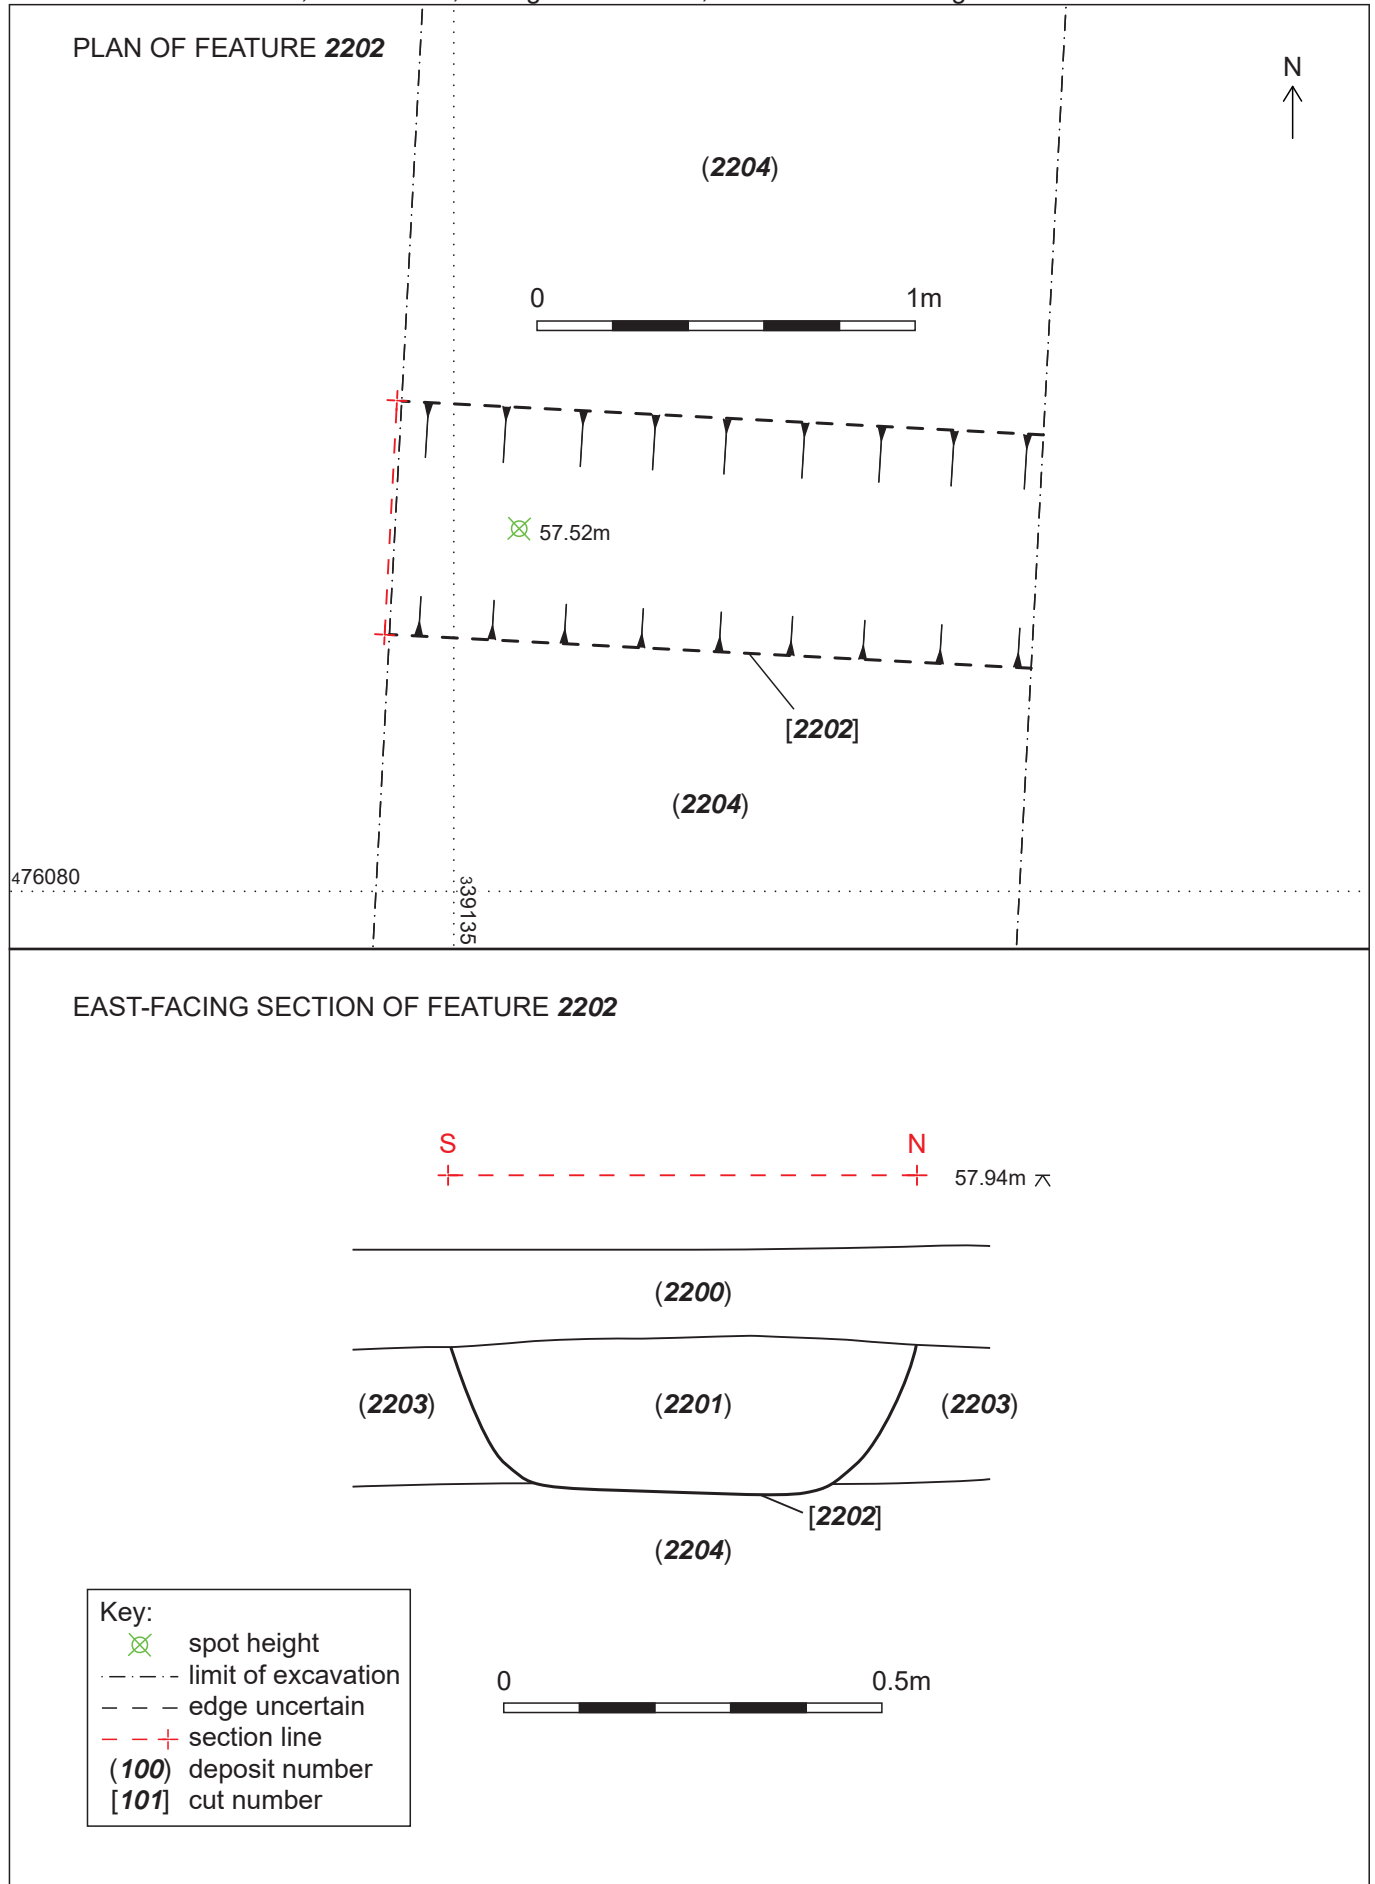 PLAN OF FEATURE 2202
N
(2204)
0 1m
57.52m
[2202]
(2204)
476080
339135
EAST-FACING SECTION OF FEATURE 2202
S N
57.94m
(2200)
(2203) (2201) (2203)
[2202]
(2204)
Key:
spot height
limit of excavation
edge uncertain
section line
(100) deposit number
[101] cut number
0 0.5m